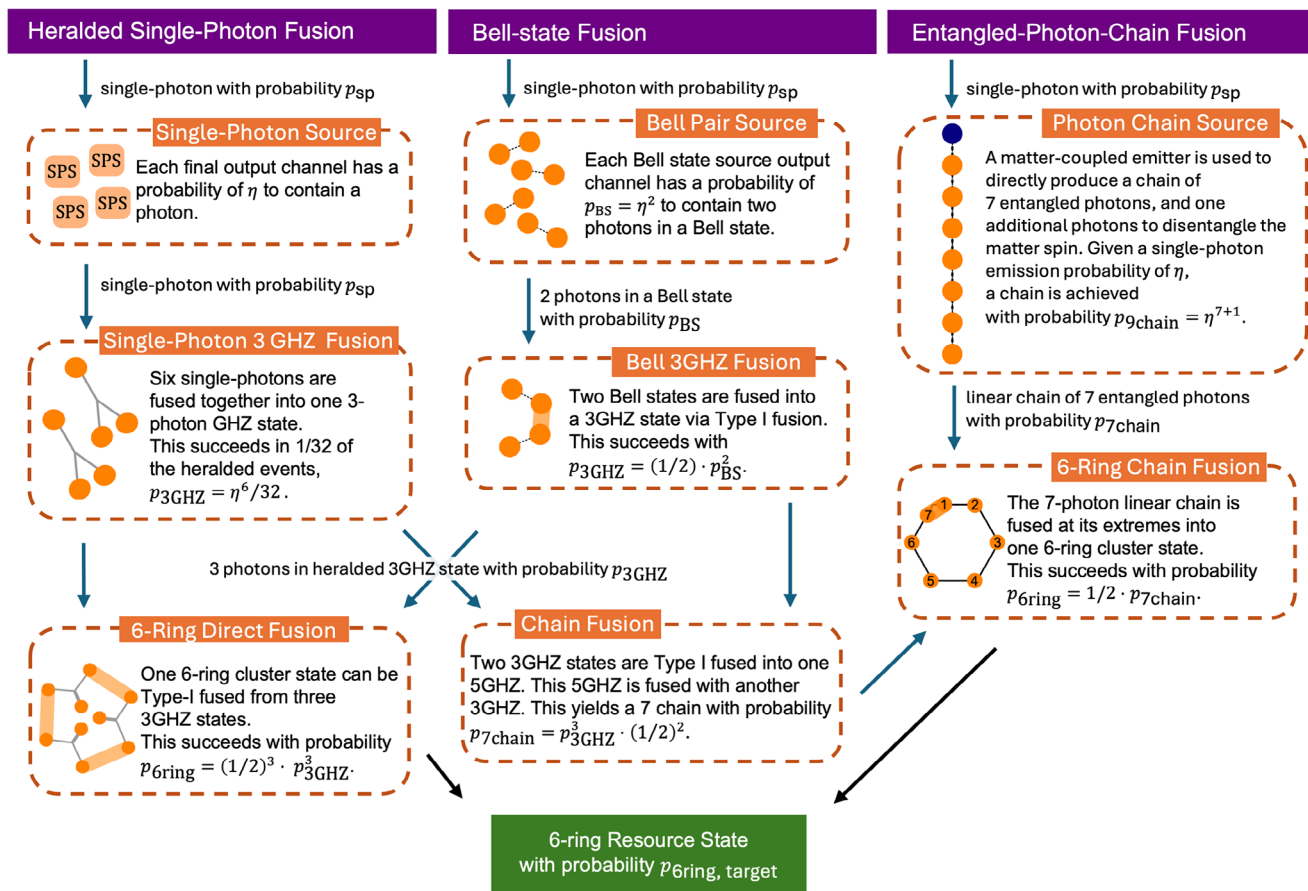 Heralded Single-Photon Fusion
single-photon with probability p_sp
Single-Photon Source
SPS
SPS
SPS
SPS
Each final output channel has a
probability of η to contain a
photon.
single-photon with probability p_sp
Single-Photon 3 GHZ Fusion
Six single-photons are
fused together into one 3-
photon GHZ state.
This succeeds in 1/32 of
the heralded events,
p_3GHZ = η^6/32 .
Bell-state Fusion
single-photon with probability p_sp
Bell Pair Source
Each Bell state source output
channel has a probability of
p_BS = η^2 to contain two
photons in a Bell state.
2 photons in a Bell state
with probability p_BS
Bell 3GHZ Fusion
Two Bell states are fused into
a 3GHZ state via Type I fusion.
This succeeds with
p_3GHZ = (1/2) · p_BS^2.
Entangled-Photon-Chain Fusion
single-photon with probability p_sp
Photon Chain Source
A matter-coupled emitter is used to
directly produce a chain of
7 entangled photons, and one
additional photons to disentangle the
matter spin. Given a single-photon
emission probability of η,
a chain is achieved
with probability p_9chain = η^{7+1}.
linear chain of 7 entangled photons
with probability p_7chain
6-Ring Chain Fusion
1
2
3
4
5
6
7
The 7-photon linear chain is
fused at its extremes into
one 6-ring cluster state.
This succeeds with probability
p_6ring = 1/2 · p_7chain.
3 photons in heralded 3GHZ state with probability p_3GHZ
6-Ring Direct Fusion
One 6-ring cluster state can be
Type-I fused from three
3GHZ states.
This succeeds with probability
p_6ring = (1/2)^3 · p_3GHZ^3.
Chain Fusion
Two 3GHZ states are Type I fused into one
5GHZ. This 5GHZ is fused with another
3GHZ. This yields a 7 chain with probability
p_7chain = p_3GHZ^3 · (1/2)^2.
6-ring Resource State
with probability p_6ring, target